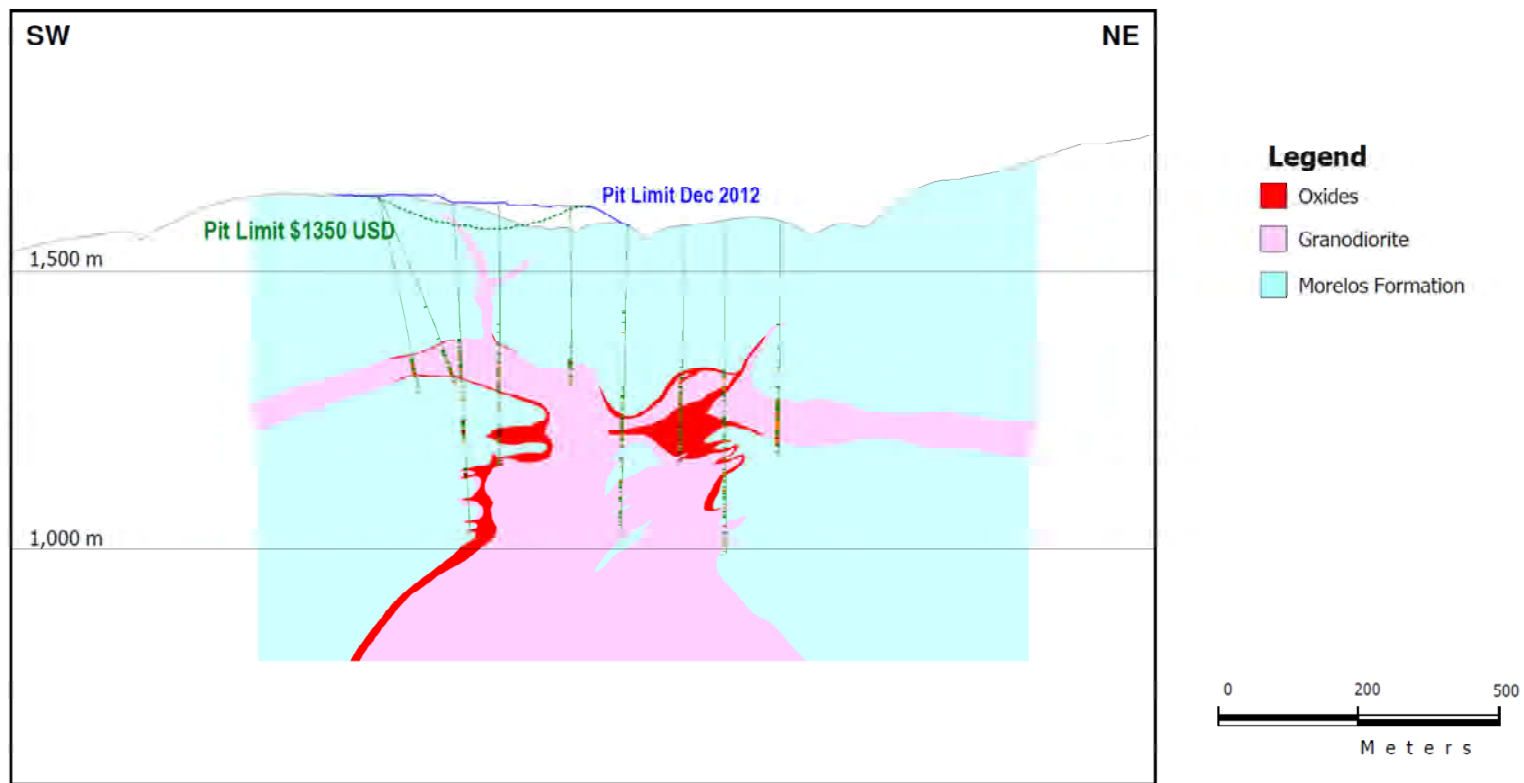 SW
NE
Pit Limit Dec 2012
Pit Limit $1350 USD
1,500 m
1,000 m
Legend
Oxides
Granodiorite
Morelos Formation
0 200 500
Meters